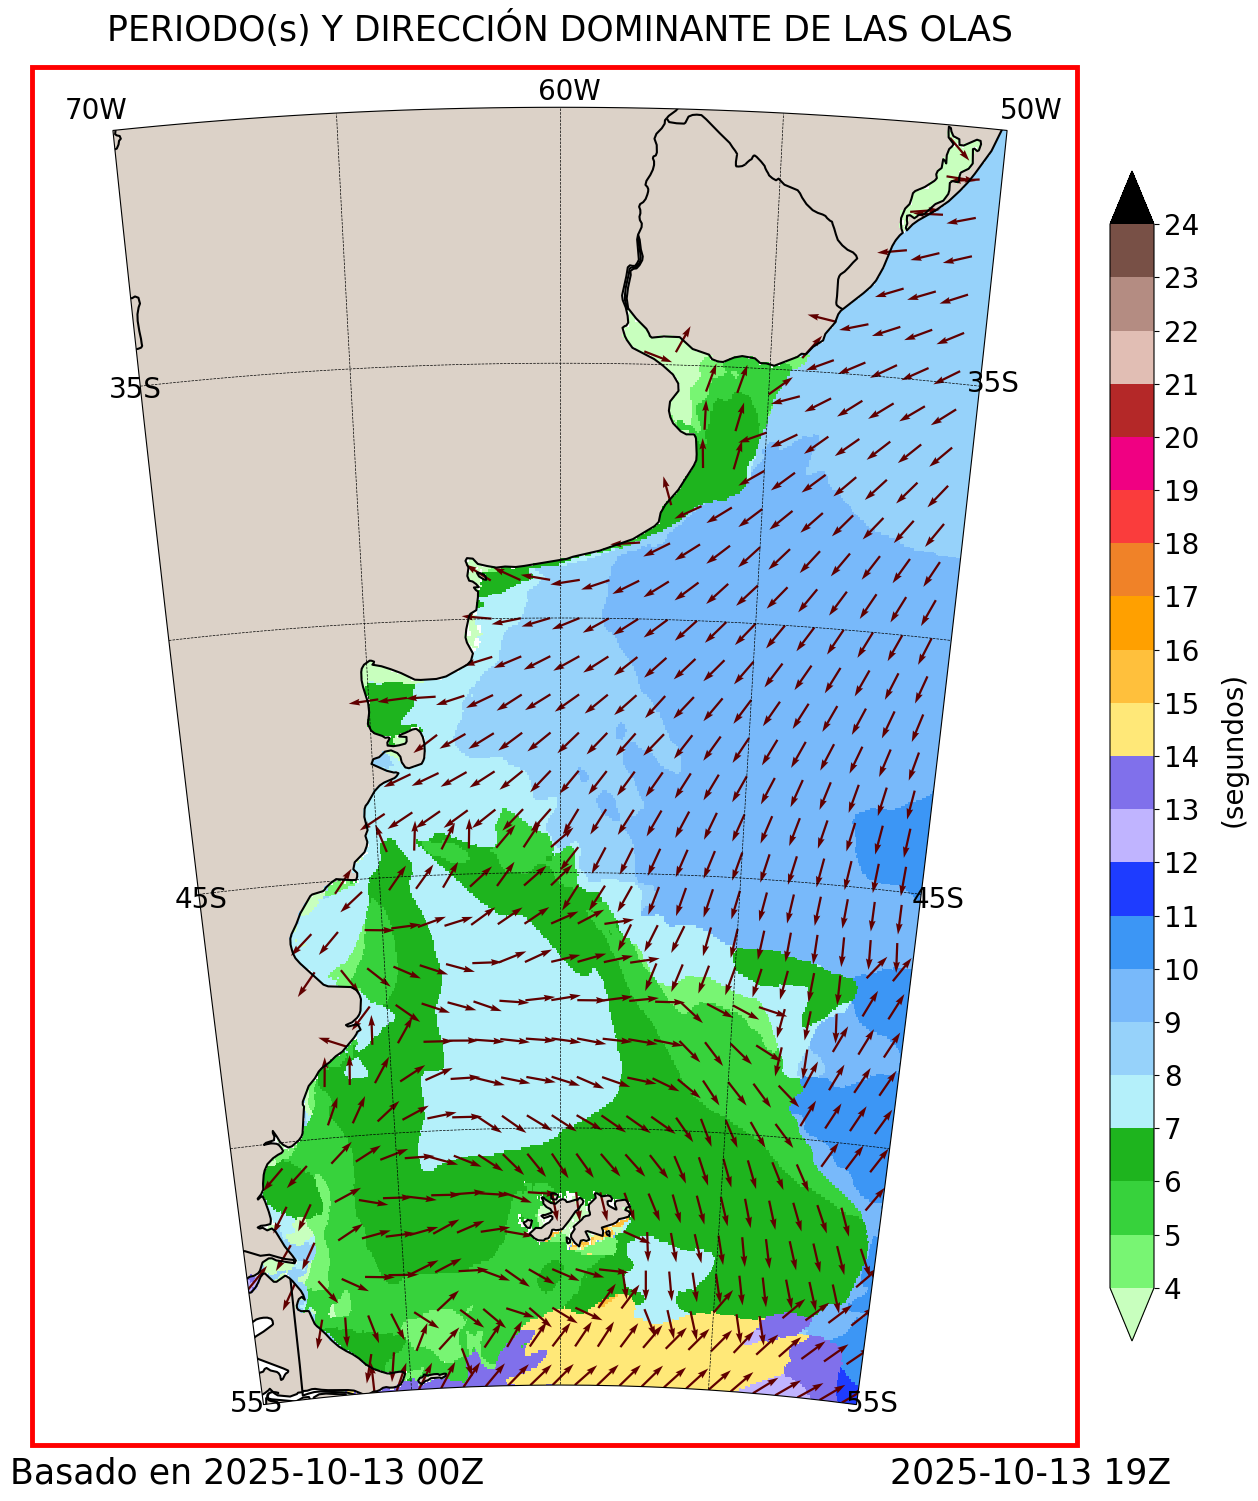 PERIODO(s) Y DIRECCIÓN DOMINANTE DE LAS OLAS
70W
60W
50W
35S
35S
45S
45S
55S
55S
24
23
22
21
20
19
18
17
16
15
14
13
12
11
10
9
8
7
6
5
4
(segundos)
Basado en 2025-10-13 00Z
2025-10-13 19Z